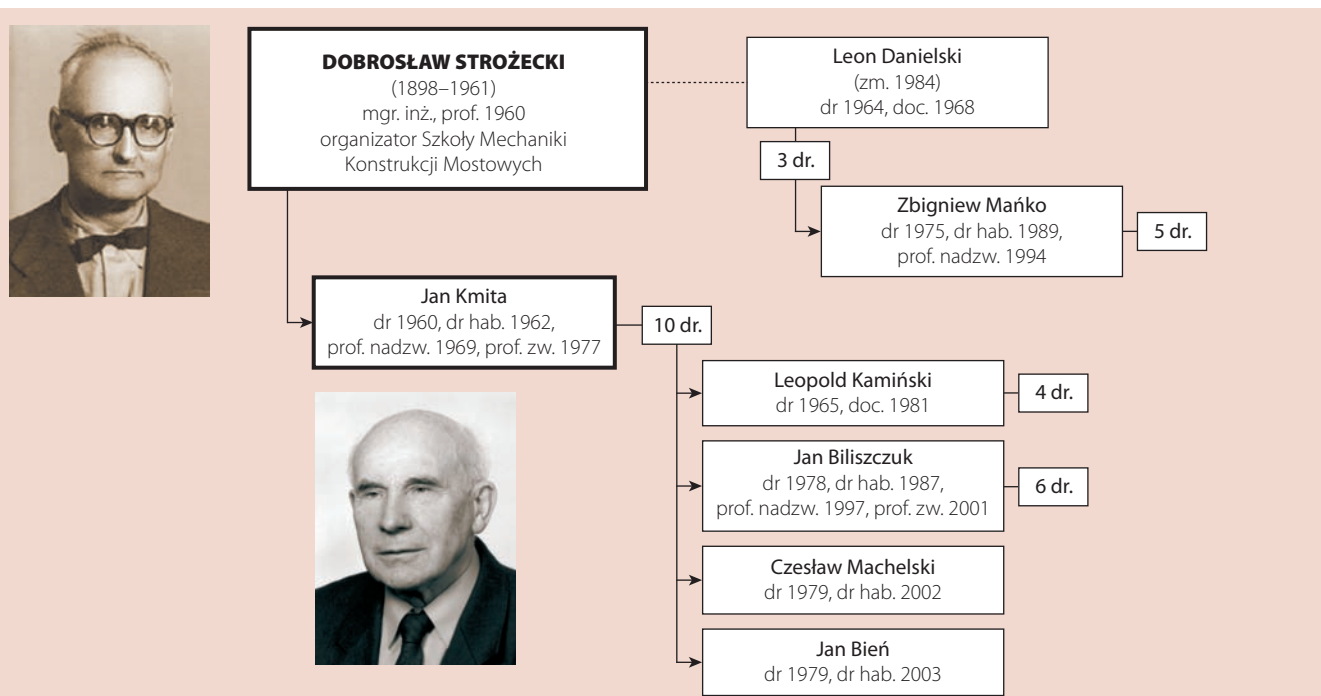 DOBROSŁAW STROŻECKI
(1898–1961)
mgr. inż., prof. 1960
organizator Szkoły Mechaniki
Konstrukcji Mostowych
Leon Danielski
(zm. 1984)
dr 1964, doc. 1968
3 dr.
Zbigniew Mańko
dr 1975, dr hab. 1989,
prof. nadzw. 1994
5 dr.
Jan Kmita
dr 1960, dr hab. 1962,
prof. nadzw. 1969, prof. zw. 1977
10 dr.
Leopold Kamiński
dr 1965, doc. 1981
4 dr.
Jan Biliszczuk
dr 1978, dr hab. 1987,
prof. nadzw. 1997, prof. zw. 2001
6 dr.
Czesław Machelski
dr 1979, dr hab. 2002
Jan Bień
dr 1979, dr hab. 2003